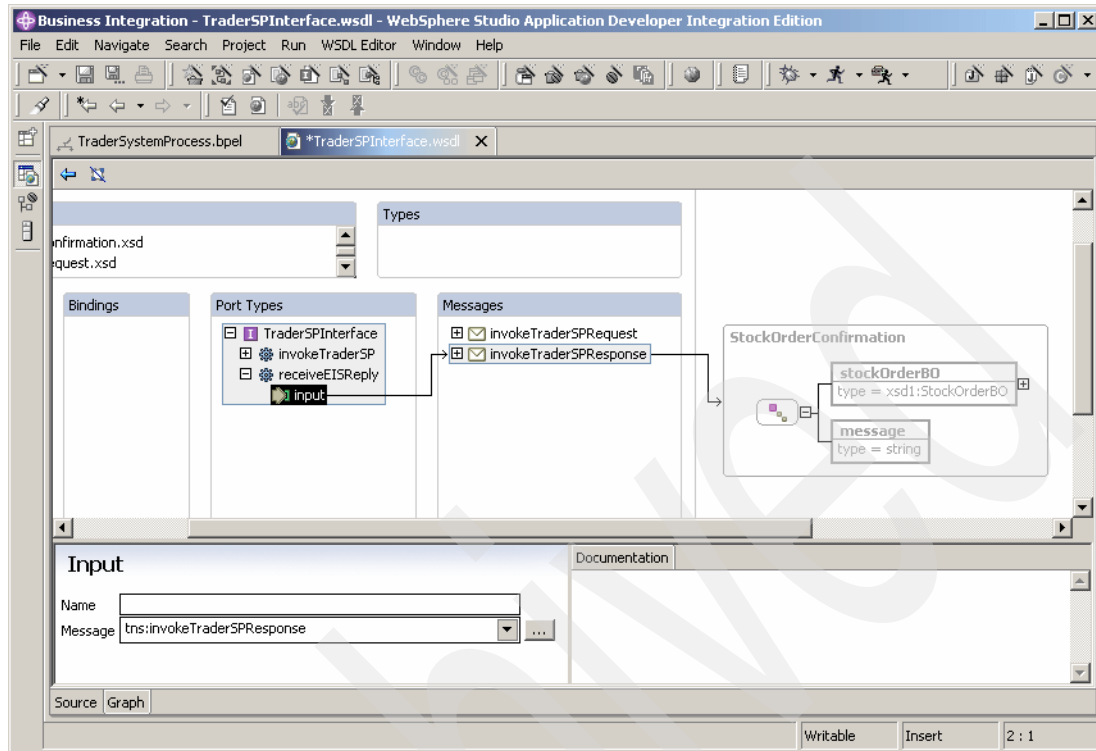 Business Integration - TraderSPInterface.wsdl - WebSphere Studio Application Developer Integration Edition
File Edit Navigate Search Project Run WSDL Editor Window Help
TraderSystemProcess.bpel *TraderSPInterface.wsdl
Types
onfirmation.xsd
equest.xsd
Bindings Port Types Messages
TraderSPInterface invokeTraderSPRequest
invokeTraderSP invokeTraderSPResponse
receiveEISReply
input
StockOrderConfirmation
stockOrderBO
type = xsd1:StockOrderBO
message
type = string
Input
Documentation
Name
Message tns:invokeTraderSPResponse ...
Source Graph
Writable Insert 2 : 1